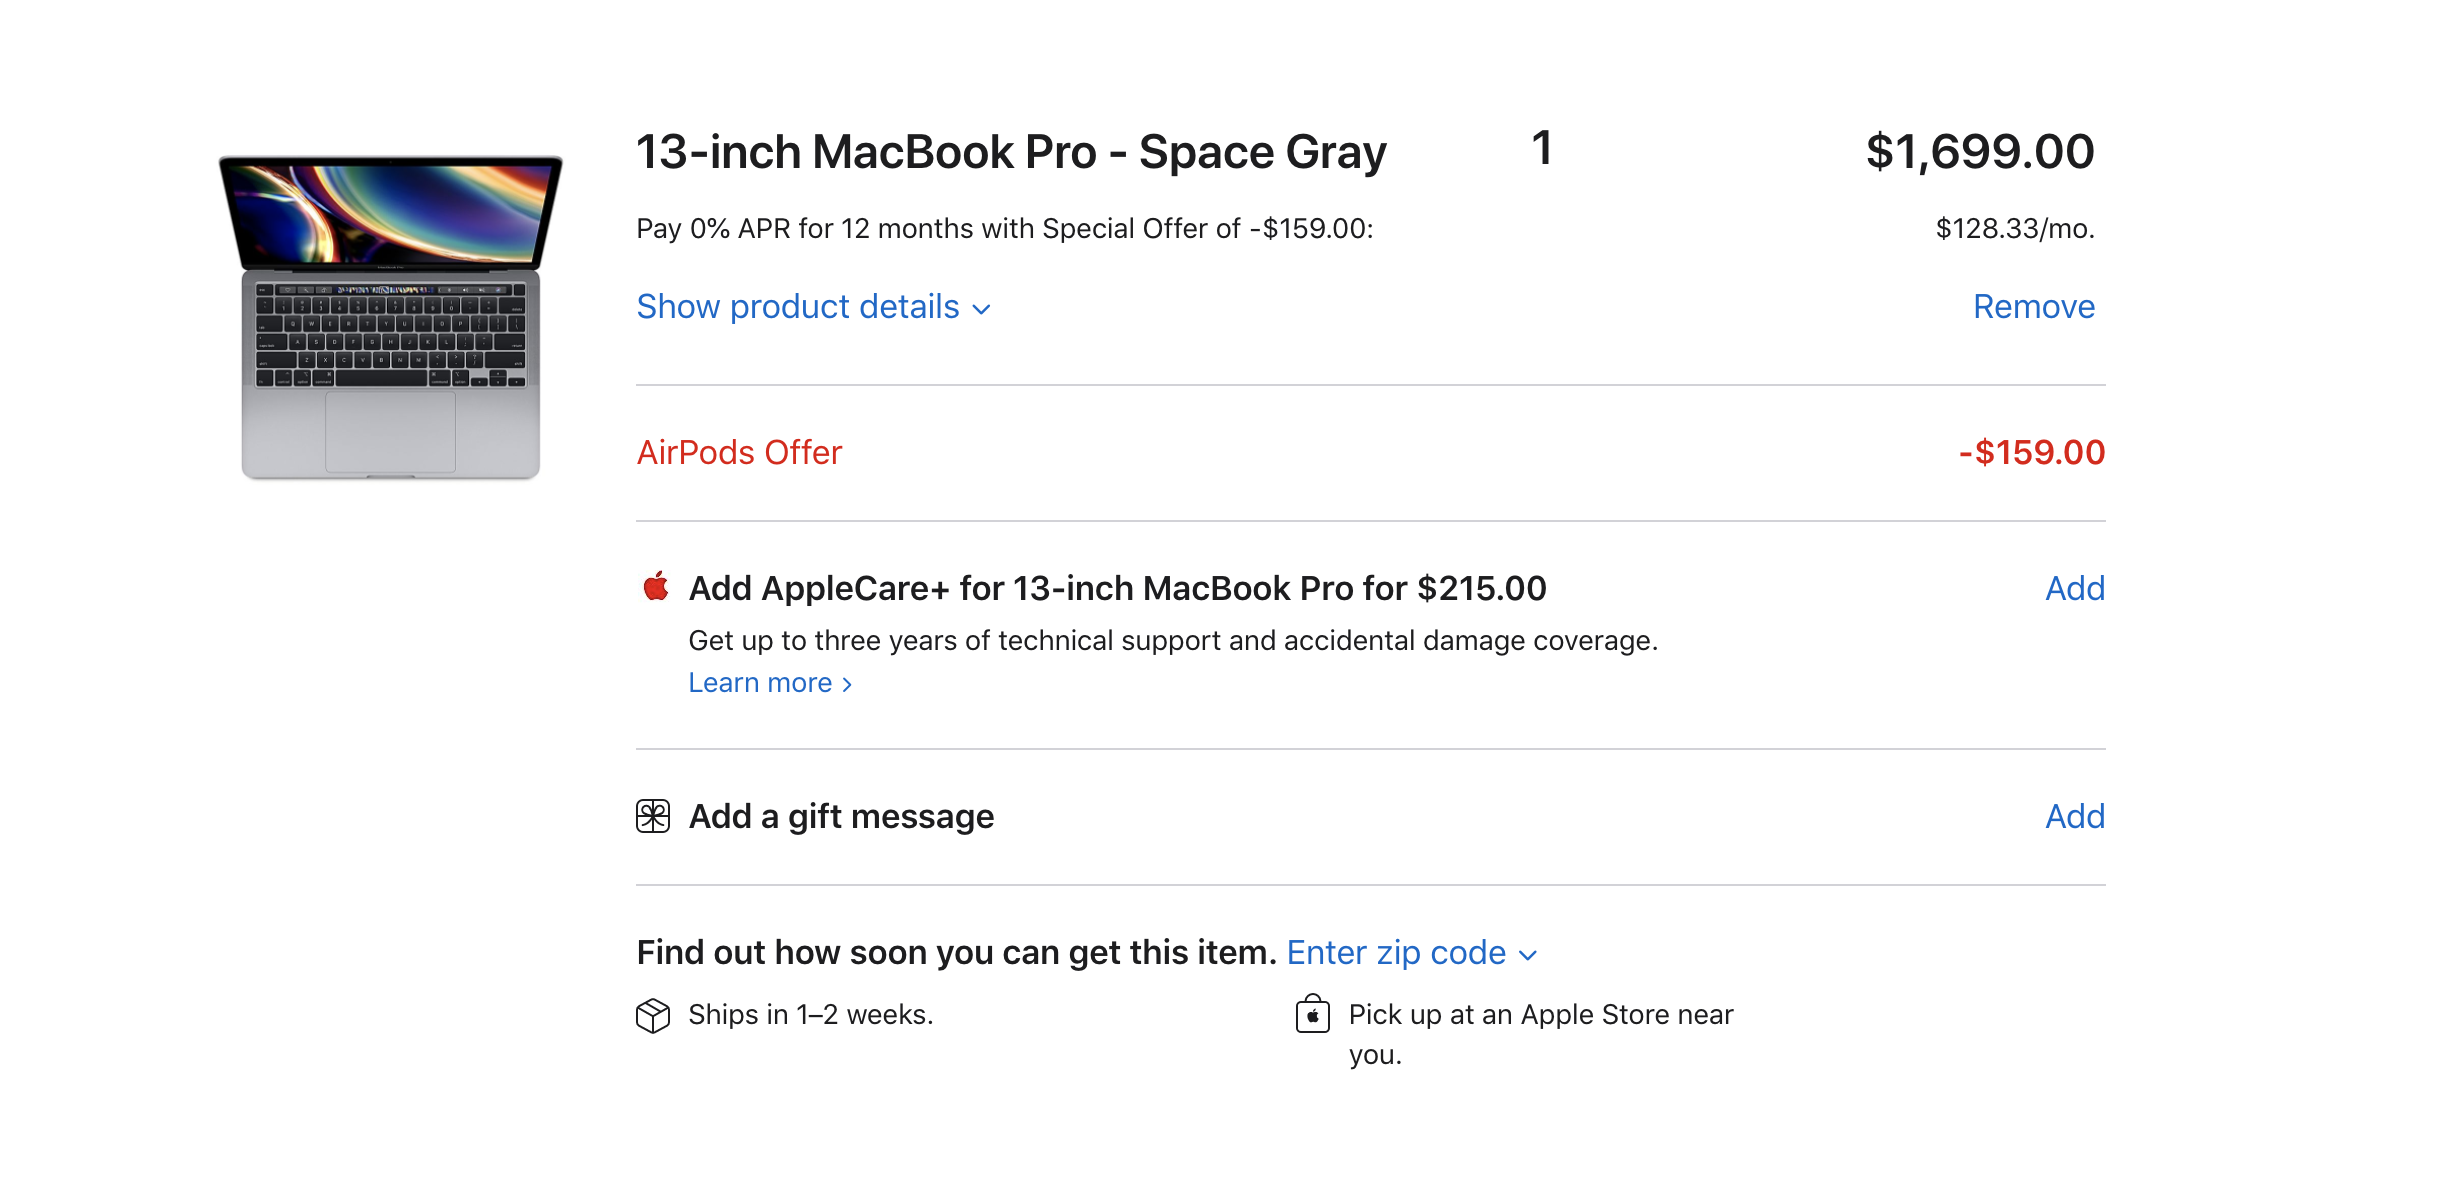 13-inch MacBook Pro - Space Gray 1 $1,699.00
Pay 0% APR for 12 months with Special Offer of -$159.00: $128.33/mo.
Show product details Remove
AirPods Offer -$159.00
Add AppleCare+ for 13-inch MacBook Pro for $215.00 Add
Get up to three years of technical support and accidental damage coverage.
Learn more
Add a gift message Add
Find out how soon you can get this item. Enter zip code
Ships in 1–2 weeks. Pick up at an Apple Store near
you.